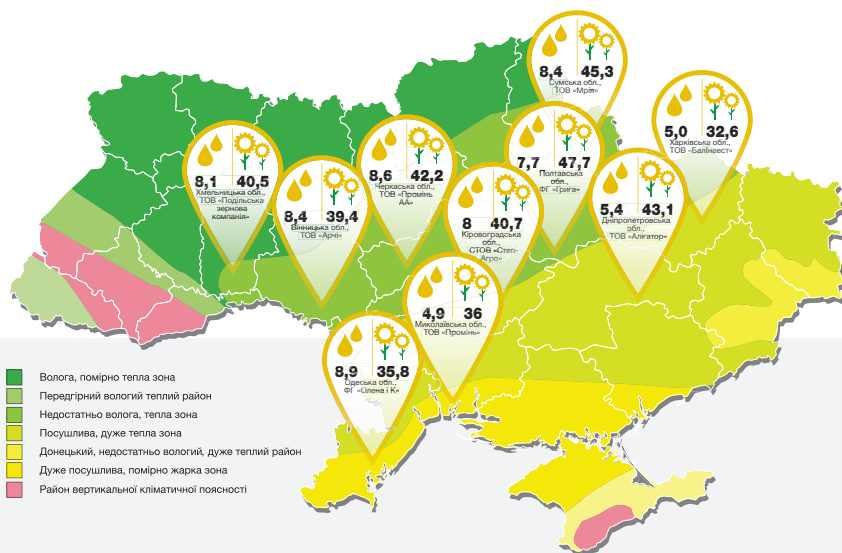 8,4 45,3
Сумська обл.,
ТОВ «Мрія»
5,0 32,6
Харківська обл.,
ТОВ «БалІнвест»
7,7 47,7
Полтавська
обл.,
ФГ «Грига»
8,6 42,2
Черкаська обл.,
ТОВ «Промінь
АА»
8,1 40,5
Хмельницька обл.,
ТОВ «Подільська
зернова
компанія»
8,4 39,4
Вінницька обл.,
ТОВ «Арчі»
8 40,7
Кіровоградська
обл.,
СТОВ «Степ-
Агро»
5,4 43,1
Дніпропетровська
обл.,
ТОВ «Алігатор»
4,9 36
Миколаївська обл.,
ТОВ «Промінь»
8,9 35,8
Одеська обл.,
ФГ «Олена і К»
Волога, помірно тепла зона
Передгірний вологий теплий район
Недостатньо волога, тепла зона
Посушлива, дуже тепла зона
Донецький, недостатньо вологий, дуже теплий район
Дуже посушлива, помірно жарка зона
Район вертикальної кліматичної поясності